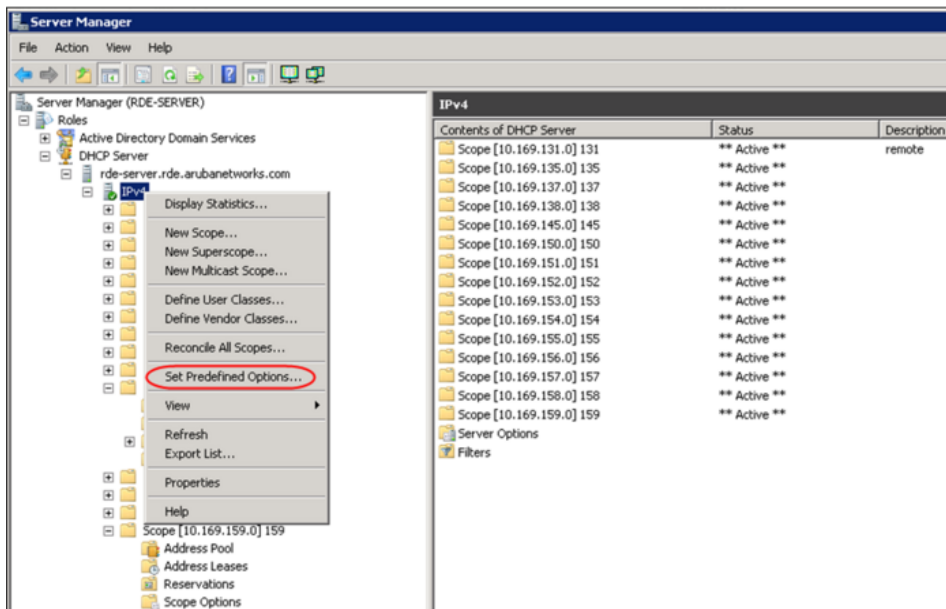 Server Manager
File Action View Help
Server Manager (RDE-SERVER)
Roles
Active Directory Domain Services
DHCP Server
rde-server.rde.arubanetworks.com
IPv4
Display Statistics...
New Scope...
New Superscope...
New Multicast Scope...
Define User Classes...
Define Vendor Classes...
Reconcile All Scopes...
Set Predefined Options...
View
Refresh
Export List...
Properties
Help
Scope [10.169.159.0] 159
Address Pool
Address Leases
Reservations
Scope Options
IPv4
Contents of DHCP Server Status Description
Scope [10.169.131.0] 131 ** Active ** remote
Scope [10.169.135.0] 135 ** Active **
Scope [10.169.137.0] 137 ** Active **
Scope [10.169.138.0] 138 ** Active **
Scope [10.169.145.0] 145 ** Active **
Scope [10.169.150.0] 150 ** Active **
Scope [10.169.151.0] 151 ** Active **
Scope [10.169.152.0] 152 ** Active **
Scope [10.169.153.0] 153 ** Active **
Scope [10.169.154.0] 154 ** Active **
Scope [10.169.155.0] 155 ** Active **
Scope [10.169.156.0] 156 ** Active **
Scope [10.169.157.0] 157 ** Active **
Scope [10.169.158.0] 158 ** Active **
Scope [10.169.159.0] 159 ** Active **
Server Options
Filters